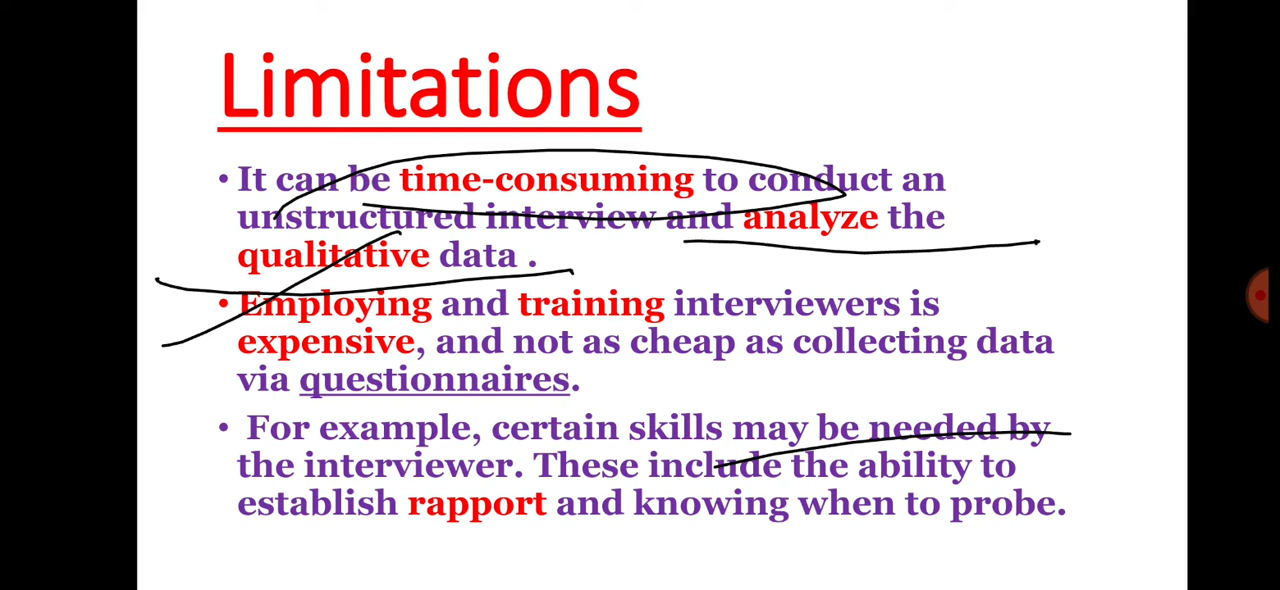 Limitations
• It can be time-consuming to conduct an
unstructured interview and analyze the
qualitative data .
• Employing and training interviewers is
expensive, and not as cheap as collecting data
via questionnaires.
• For example, certain skills may be needed by
the interviewer. These include the ability to
establish rapport and knowing when to probe.